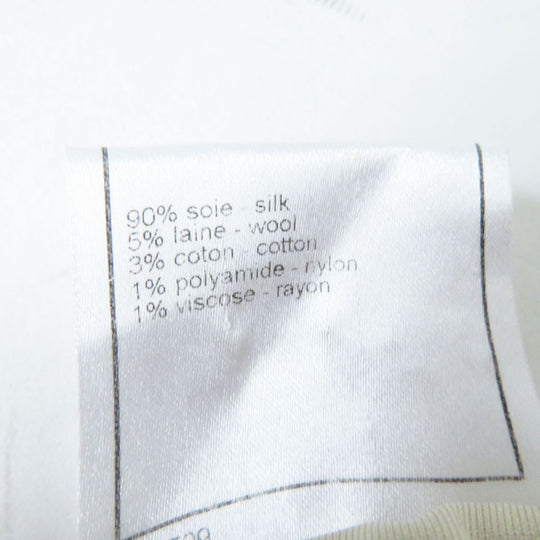 90% soie - silk
5% laine - wool
3% coton - cotton
1% polyamide - nylon
1% viscose - rayon